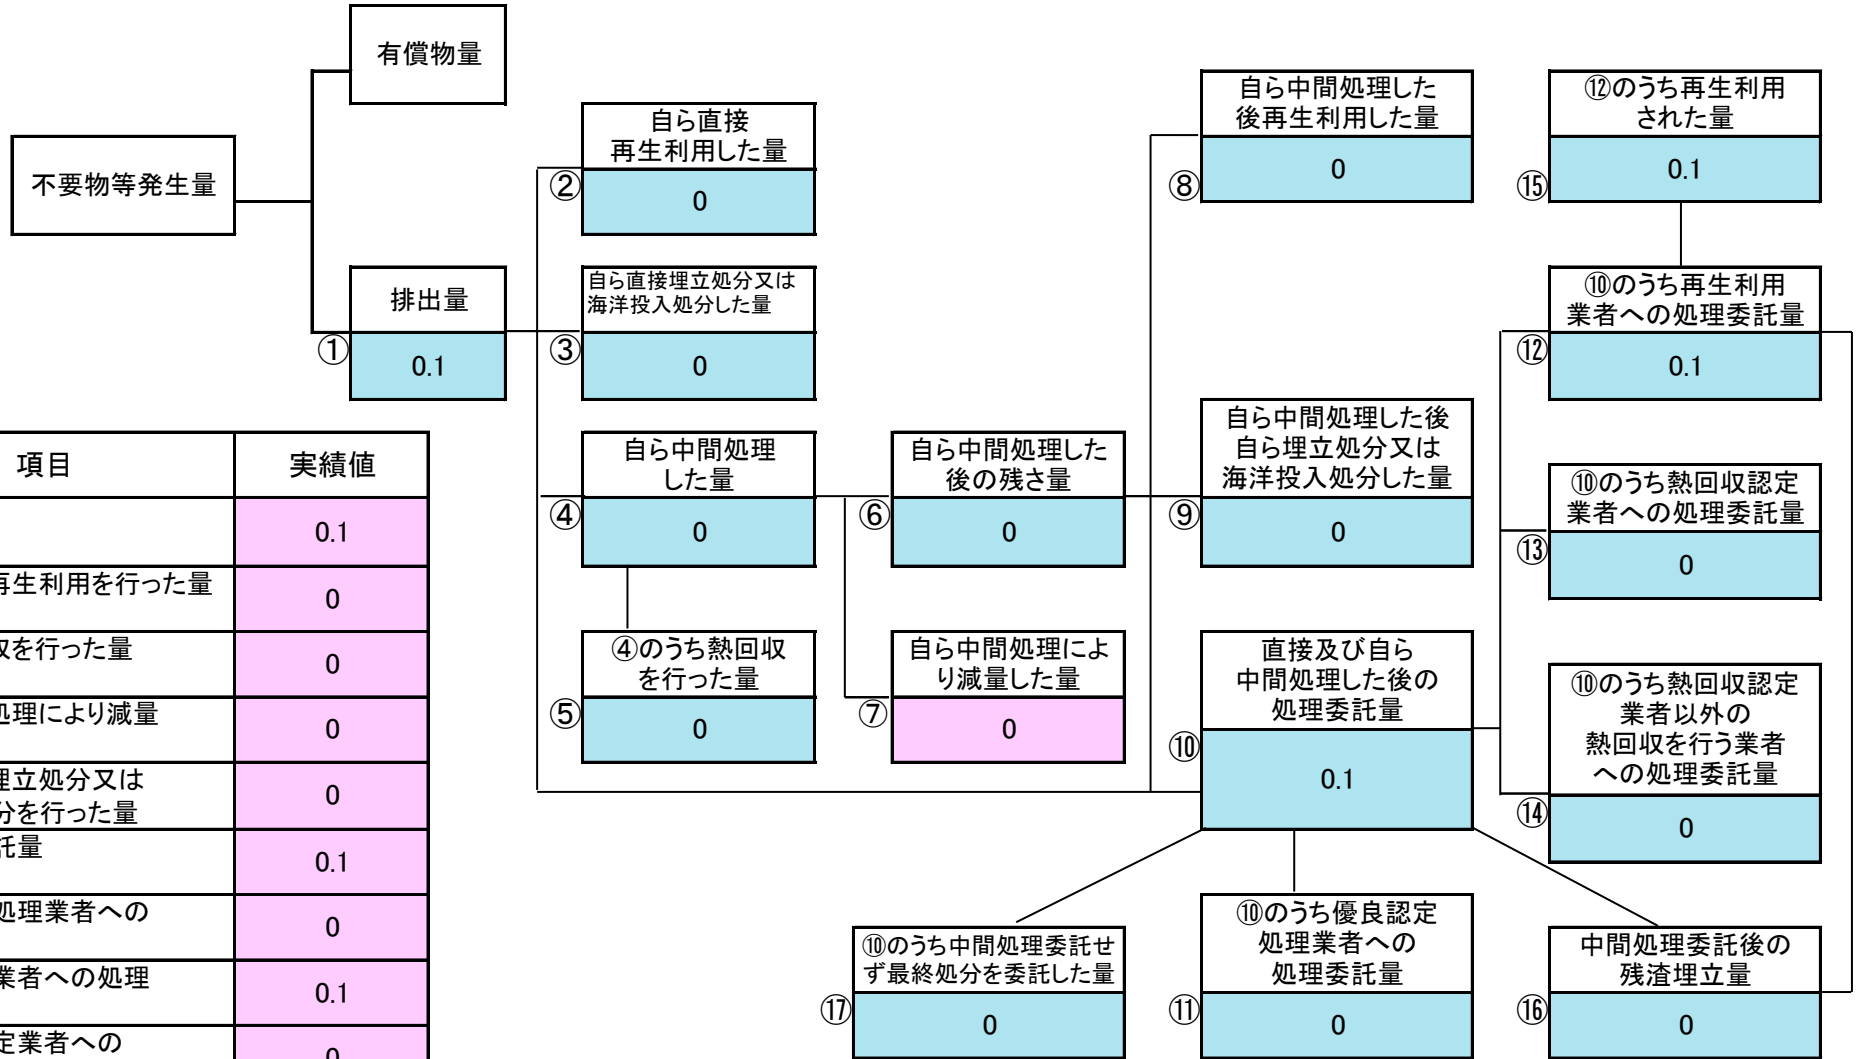 有償物量
不要物等発生量
排出量
①
0.1
自ら直接
再生利用した量
②
0
自ら直接埋立処分又は
海洋投入処分した量
③
0
自ら中間処理
した量
④
0
④のうち熱回収
を行った量
⑤
0
自ら中間処理した
後の残さ量
⑥
0
自ら中間処理によ
り減量した量
⑦
0
自ら中間処理した
後再生利用した量
⑧
0
自ら中間処理した後
自ら埋立処分又は
海洋投入処分した量
⑨
0
直接及び自ら
中間処理した後の
処理委託量
⑩
0.1
⑩のうち優良認定
処理業者への
処理委託量
⑪
0
⑫のうち再生利用
された量
⑮
0.1
⑩のうち再生利用
業者への処理委託量
⑫
0.1
⑩のうち熱回収認定
業者への処理委託量
⑬
0
⑩のうち熱回収認定
業者以外の
熱回収を行う業者
への処理委託量
⑭
0
中間処理委託後の
残渣埋立量
⑯
0
⑩のうち中間処理委託せ
ず最終処分を委託した量
⑰
0
項目 実績値
0.1
再生利用を行った量 0
を行った量 0
処理により減量 0
埋立処分又は
分を行った量 0
託量 0.1
処理業者への 0
業者への処理 0.1
定業者への 0